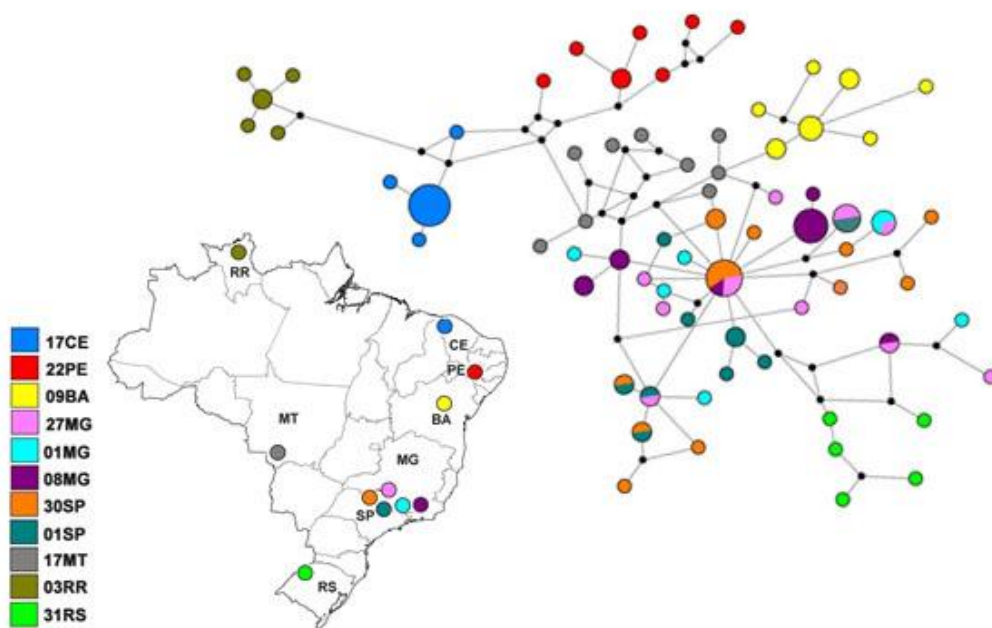 RR
CE
PE
BA
MT
MG
SP
RS
17CE
22PE
09BA
27MG
01MG
08MG
30SP
01SP
17MT
03RR
31RS